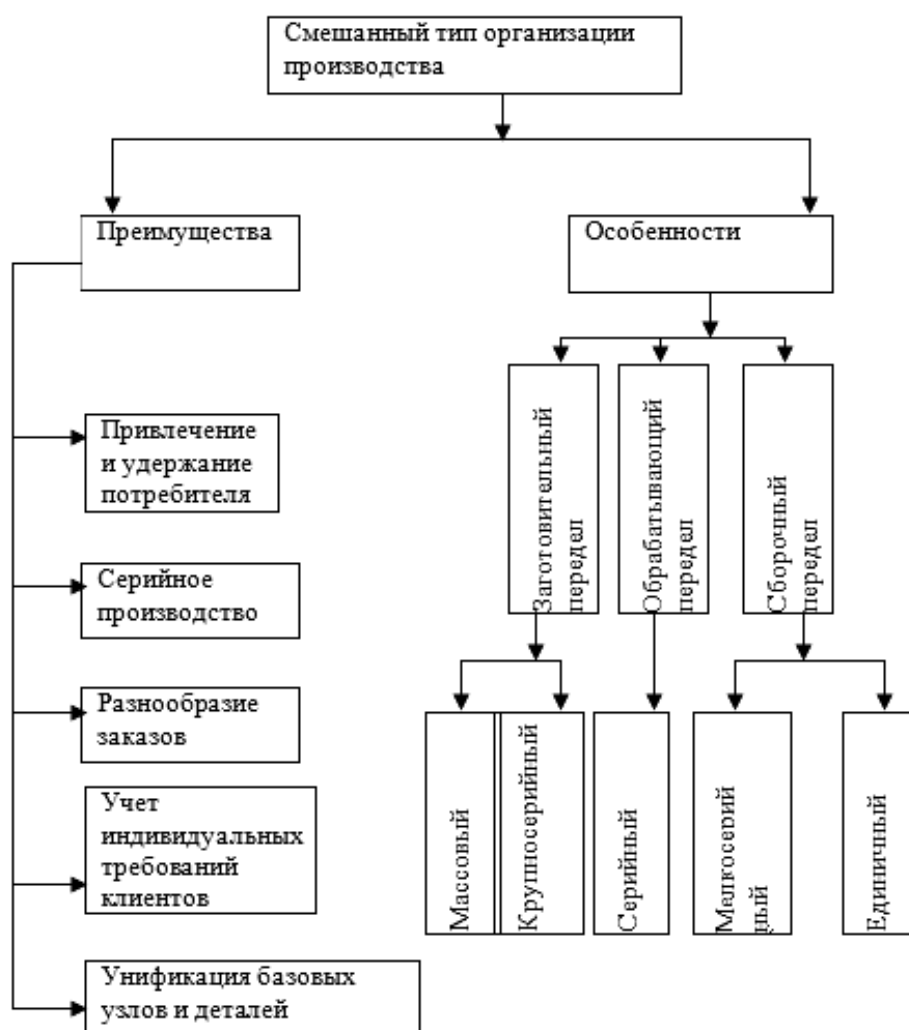 Смешанный тип организации
производства
Преимущества
Особенности
Привлечение
и удержание
потребителя
Серийное
производство
Разнообразие
заказов
Учет
индивидуальных
требований
клиентов
Унификация базовых
узлов и деталей
Заготовительный
передел
Обрабатывающий
передел
Сборочный
передел
Массовый
Крупносерийный
Серийный
Мелкосерий
ный
Единичный